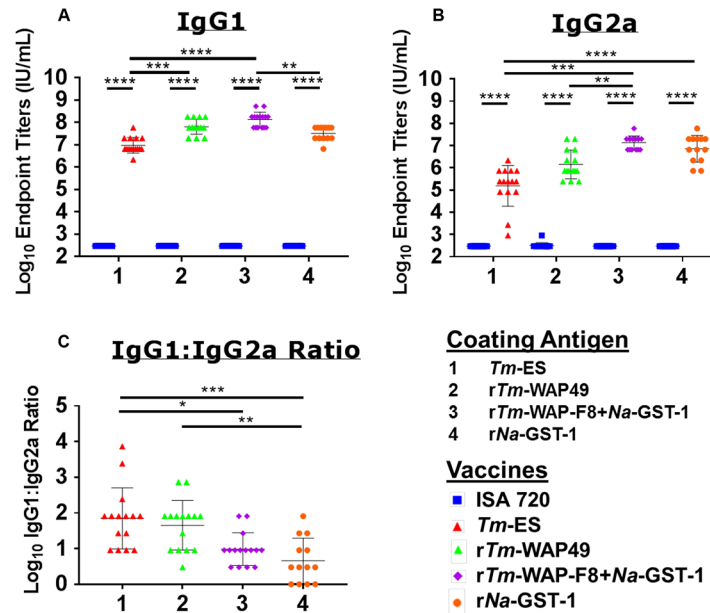 A
IgG1
****
***
**
****
****
****
****
Log10 Endpoint Titers (IU/mL)
10
9
8
7
6
5
4
3
2
1 2 3 4
B
IgG2a
****
***
**
****
****
****
****
Log10 Endpoint Titers (IU/mL)
10
9
8
7
6
5
4
3
2
1 2 3 4
C
IgG1:IgG2a Ratio
***
*
**
Log10 IgG1:IgG2a Ratio
5
4
3
2
1
0
1 2 3 4
Coating Antigen
1 Tm-ES
2 rTm-WAP49
3 rTm-WAP-F8+Na-GST-1
4 rNa-GST-1
Vaccines
ISA 720
Tm-ES
rTm-WAP49
rTm-WAP-F8+Na-GST-1
rNa-GST-1